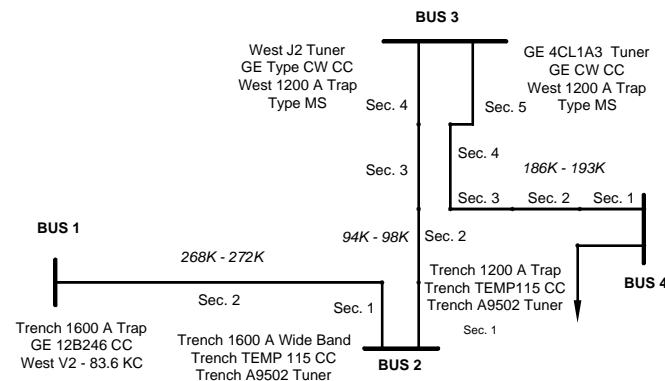 BUS 3
West J2 Tuner
GE Type CW CC
West 1200 A Trap
Type MS
GE 4CL1A3 Tuner
GE CW CC
West 1200 A Trap
Type MS
Sec. 4
Sec. 5
Sec. 4
Sec. 3
186K - 193K
Sec. 3
Sec. 2
Sec. 1
BUS 1
94K - 98K
Sec. 2
268K - 272K
Trench 1200 A Trap
Trench TEMP115 CC
Trench A9502 Tuner
BUS 4
Sec. 2
Sec. 1
Trench 1600 A Trap
GE 12B246 CC
West V2 - 83.6 KC
Trench 1600 A Wide Band
Trench TEMP 115 CC
Trench A9502 Tuner
BUS 2
Sec. 1